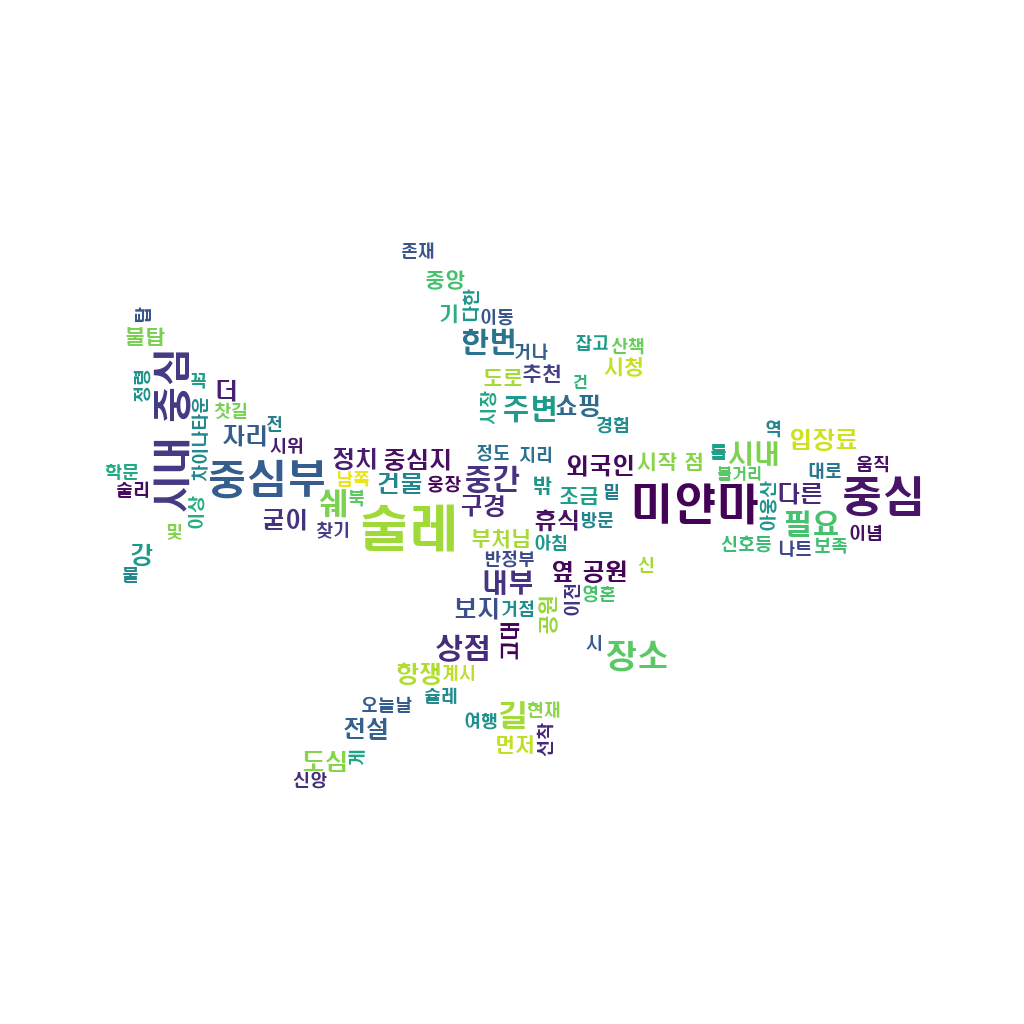 존재
중앙
다한
기
이동
탑
불탑
한번
거나
잡고
산책
시청
시내 중심
정령
꼭
더
도로
추천
건
시장
주변
쇼핑
찻길
차이나타운
전
경험
역
자리
시위
입장료
정치
중심지
정도
지리
외국인
시작 점
틀
시내
볼거리
대로
움직
학문
술리
중심부
남쪽
쉐
북
건물
웅장
중간
밖
조금
밑
미얀마
아웅산
다른
중심
이상
및
굳이
찾기
술레
구경
휴식
방문
필요
신호등
나트
보족
이념
강
물
부처님
아침
반정부
내부
옆 공원
신
보지
거점
공원
이전
영혼
상점
고대
시
장소
항쟁
계시
슐레
오늘날
전설
여행
길
현재
먼저
선착
도심
게
신앙